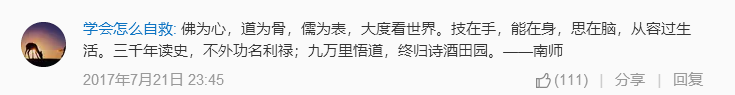 学会怎么自救: 佛为心，道为骨，儒为表，大度看世界。技在手，能在身，思在脑，从容过生
活。三千年读史，不外功名利禄；九万里悟道，终归诗酒田园。——南师
2017年7月21日 23:45 (111) | 分享 | 回复